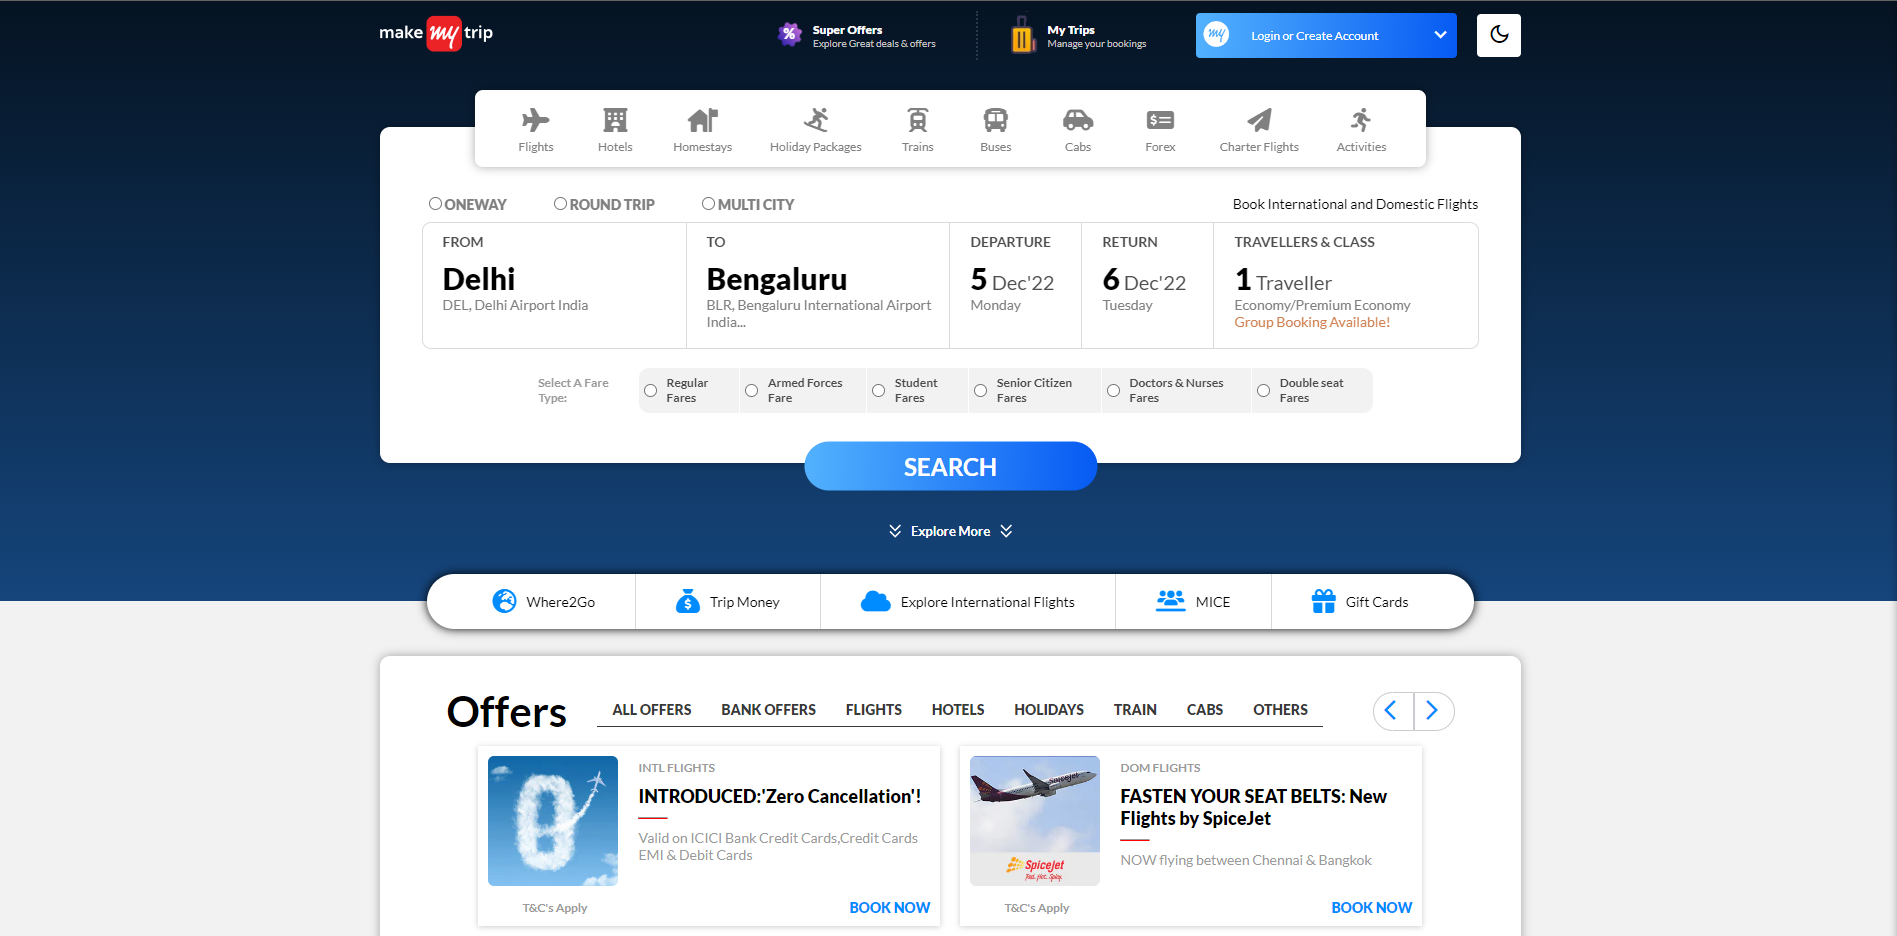 make my trip
Super Offers
Explore Great deals & offers
My Trips
Manage your bookings
my
Login or Create Account
Flights
Hotels
Homestays
Holiday Packages
Trains
Buses
Cabs
Forex
Charter Flights
Activities
ONEWAY
ROUND TRIP
MULTI CITY
Book International and Domestic Flights
FROM
Delhi
DEL, Delhi Airport India
TO
Bengaluru
BLR, Bengaluru International Airport
India...
DEPARTURE
5 Dec'22
Monday
RETURN
6 Dec'22
Tuesday
TRAVELLERS & CLASS
1 Traveller
Economy/Premium Economy
Group Booking Available!
Select A Fare
Type:
Regular
Fares
Armed Forces
Fare
Student
Fares
Senior Citizen
Fares
Doctors & Nurses
Fares
Double seat
Fares
SEARCH
Explore More
Where2Go
Trip Money
Explore International Flights
MICE
Gift Cards
Offers
ALL OFFERS
BANK OFFERS
FLIGHTS
HOTELS
HOLIDAYS
TRAIN
CABS
OTHERS
INTL FLIGHTS
INTRODUCED:'Zero Cancellation'!
Valid on ICICI Bank Credit Cards,Credit Cards
EMI & Debit Cards
T&C's Apply
BOOK NOW
spicejet
SpiceJet
Red. Hot. Spicy.
DOM FLIGHTS
FASTEN YOUR SEAT BELTS: New
Flights by SpiceJet
NOW flying between Chennai & Bangkok
T&C's Apply
BOOK NOW